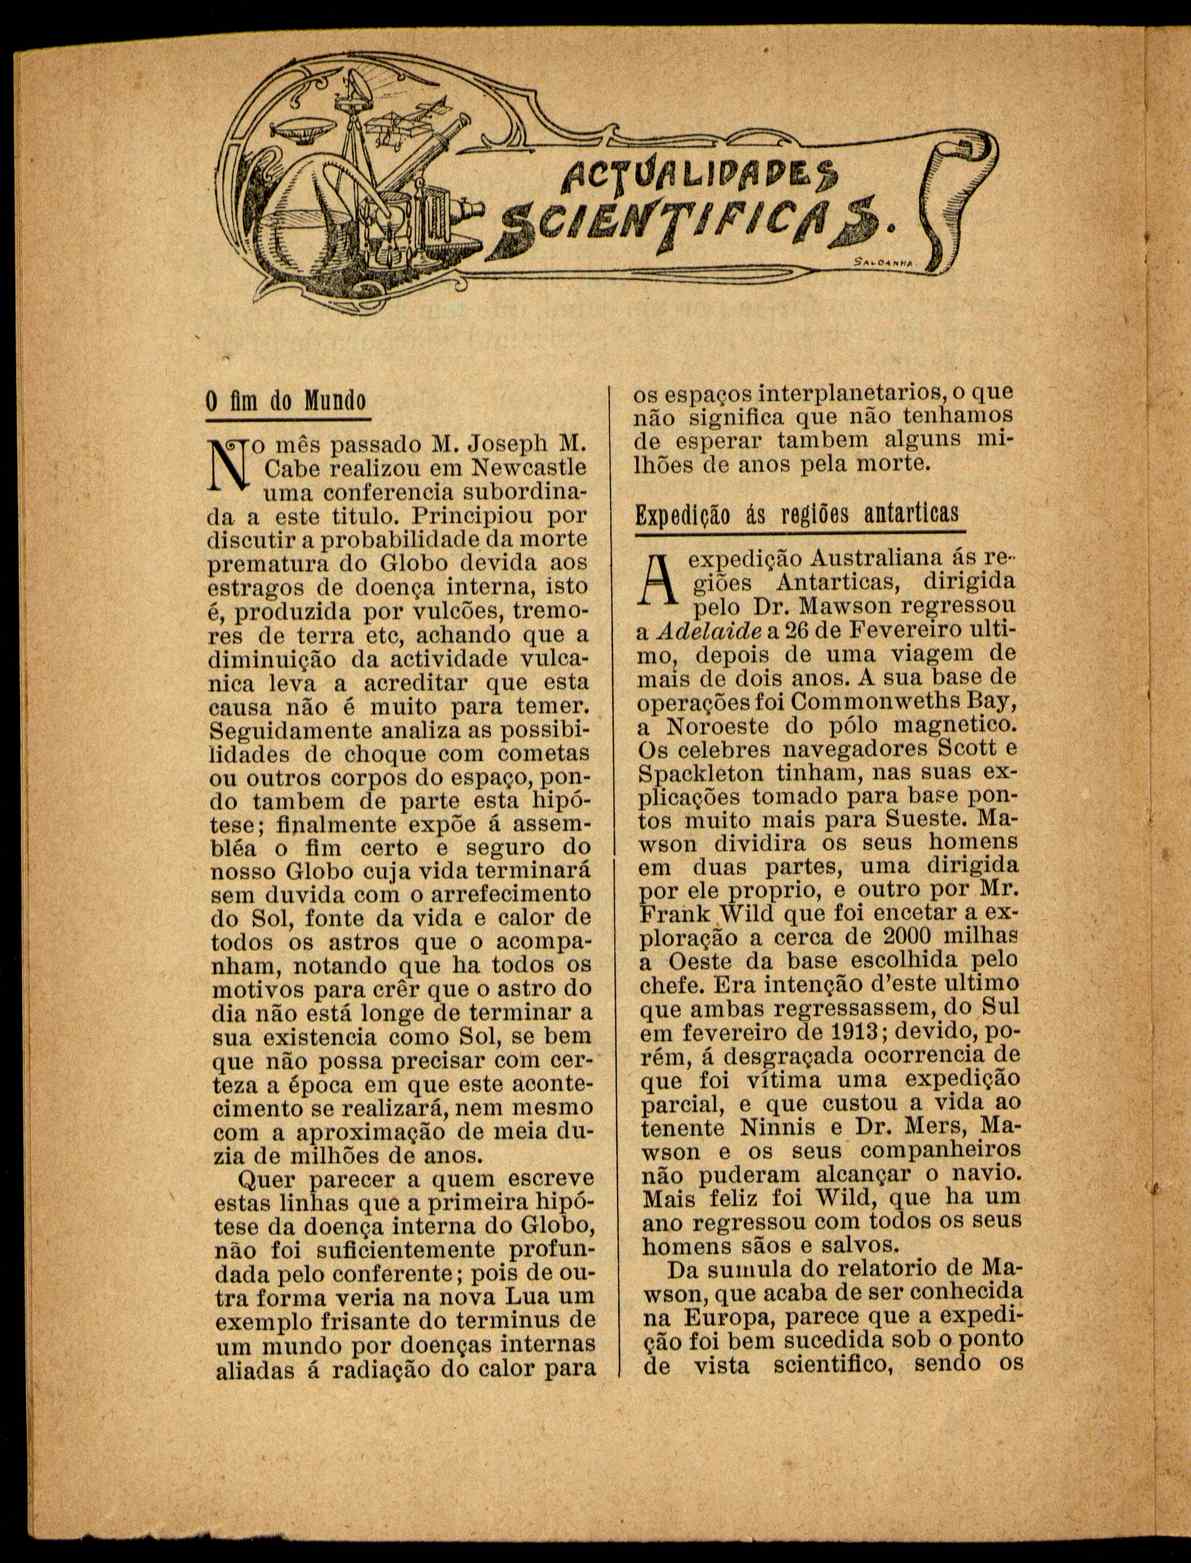 ACTUALIDADES
SCIENTIFICAS.
SALDANHA
O fim do Mundo
No mês passado M. Joseph M.
Cabe realizou em Newcastle
uma conferencia subordina-
da a este titulo. Principiou por
discutir a probabilidade da morte
prematura do Globo devida aos
estragos de doença interna, isto
é, produzida por vulcões, tremo-
res de terra etc, achando que a
diminuição da actividade vulca-
nica leva a acreditar que esta
causa não é muito para temer.
Seguidamente analiza as possibi-
lidades de choque com cometas
ou outros corpos do espaço, pon-
do tambem de parte esta hipó-
tese; finalmente expõe á assem-
bléa o fim certo e seguro do
nosso Globo cuja vida terminará
sem duvida com o arrefecimento
do Sol, fonte da vida e calor de
todos os astros que o acompa-
nham, notando que ha todos os
motivos para crêr que o astro do
dia não está longe de terminar a
sua existencia como Sol, se bem
que não possa precisar com cer-
teza a época em que este aconte-
cimento se realizará, nem mesmo
com a aproximação de meia du-
zia de milhões de anos.
Quer parecer a quem escreve
estas linhas que a primeira hipó-
tese da doença interna do Globo,
não foi suficientemente profun-
dada pelo conferente; pois de ou-
tra forma veria na nova Lua um
exemplo frisante do terminus de
um mundo por doenças internas
aliadas á radiação do calor para
os espaços interplanetarios, o que
não significa que não tenhamos
de esperar tambem alguns mi-
lhões de anos pela morte.
Expedição ás regiões antarticas
A expedição Australiana ás re-
giões Antarticas, dirigida
pelo Dr. Mawson regressou
a Adelaide a 26 de Fevereiro ulti-
mo, depois de uma viagem de
mais de dois anos. A sua base de
operações foi Commonweths Bay,
a Noroeste do pólo magnetico.
Os celebres navegadores Scott e
Spackleton tinham, nas suas ex-
plicações tomado para base pon-
tos muito mais para Sueste. Ma-
wson dividira os seus homens
em duas partes, uma dirigida
por ele proprio, e outro por Mr.
Frank Wild que foi encetar a ex-
ploração a cerca de 2000 milhas
a Oeste da base escolhida pelo
chefe. Era intenção d'este ultimo
que ambas regressassem, do Sul
em fevereiro de 1913; devido, po-
rém, á desgraçada ocorrencia de
que foi vítima uma expedição
parcial, e que custou a vida ao
tenente Ninnis e Dr. Mers, Ma-
wson e os seus companheiros
não puderam alcançar o navio.
Mais feliz foi Wild, que ha um
ano regressou com todos os seus
homens sãos e salvos.
Da sumula do relatorio de Ma-
wson, que acaba de ser conhecida
na Europa, parece que a expedi-
ção foi bem sucedida sob o ponto
de vista scientifico, sendo os